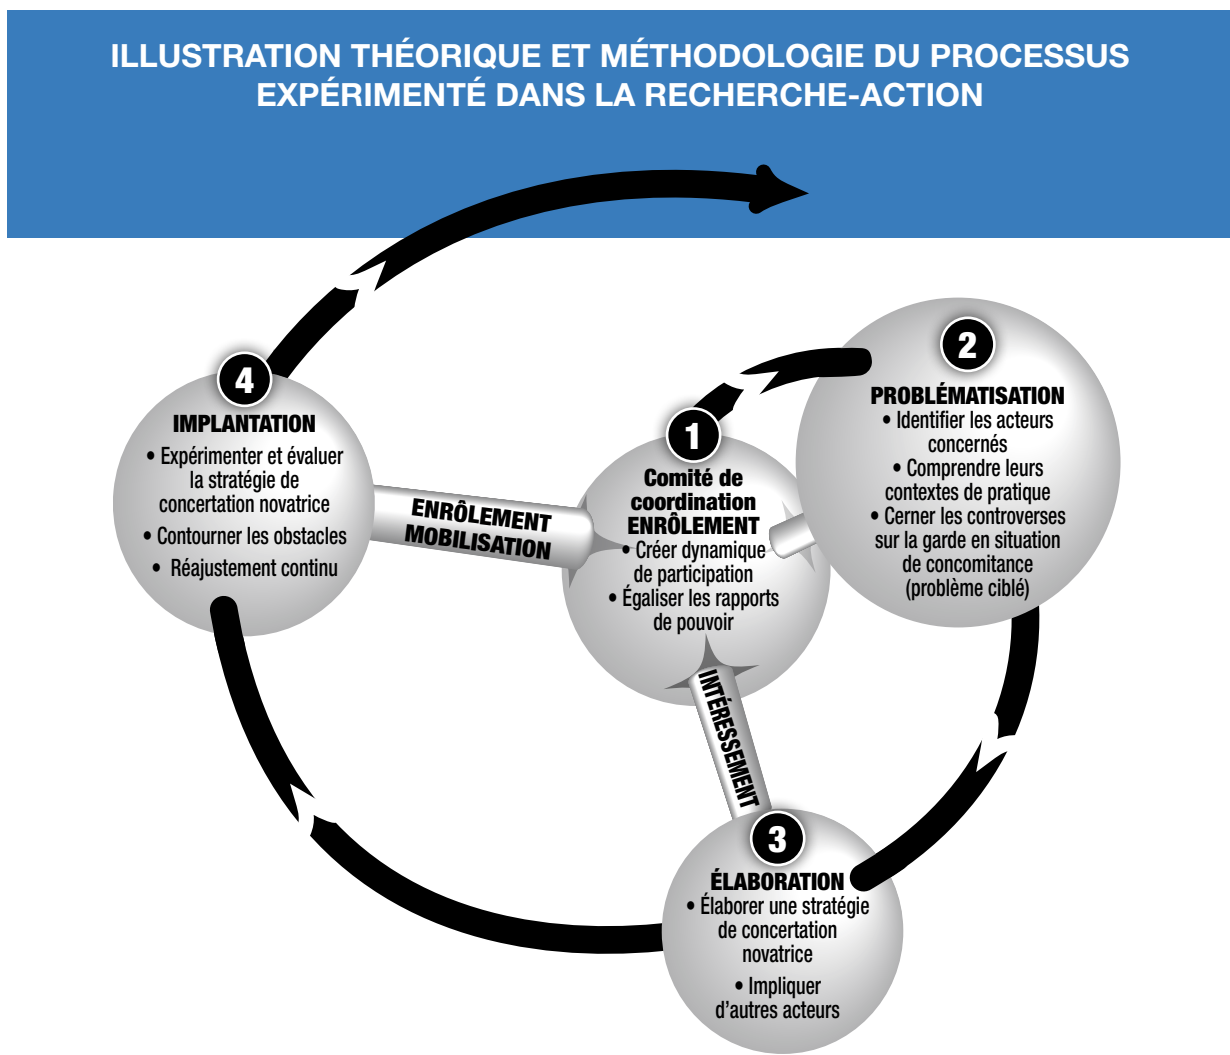 ILLUSTRATION THÉORIQUE ET MÉTHODOLOGIE DU PROCESSUS
EXPÉRIMENTÉ DANS LA RECHERCHE-ACTION
1
Comité de
coordination
ENRÔLEMENT
• Créer dynamique
de participation
• Égaliser les rapports
de pouvoir
2
PROBLÉMATISATION
• Identifier les acteurs
concernés
• Comprendre leurs
contextes de pratique
• Cerner les controverses
sur la garde en situation
de concomitance
(problème ciblé)
INTÉRESSEMENT
3
ÉLABORATION
• Élaborer une stratégie
de concertation
novatrice
• Impliquer
d'autres acteurs
4
IMPLANTATION
• Expérimenter et évaluer
la stratégie de
concertation novatrice
• Contourner les obstacles
• Réajustement continu
ENRÔLEMENT
MOBILISATION